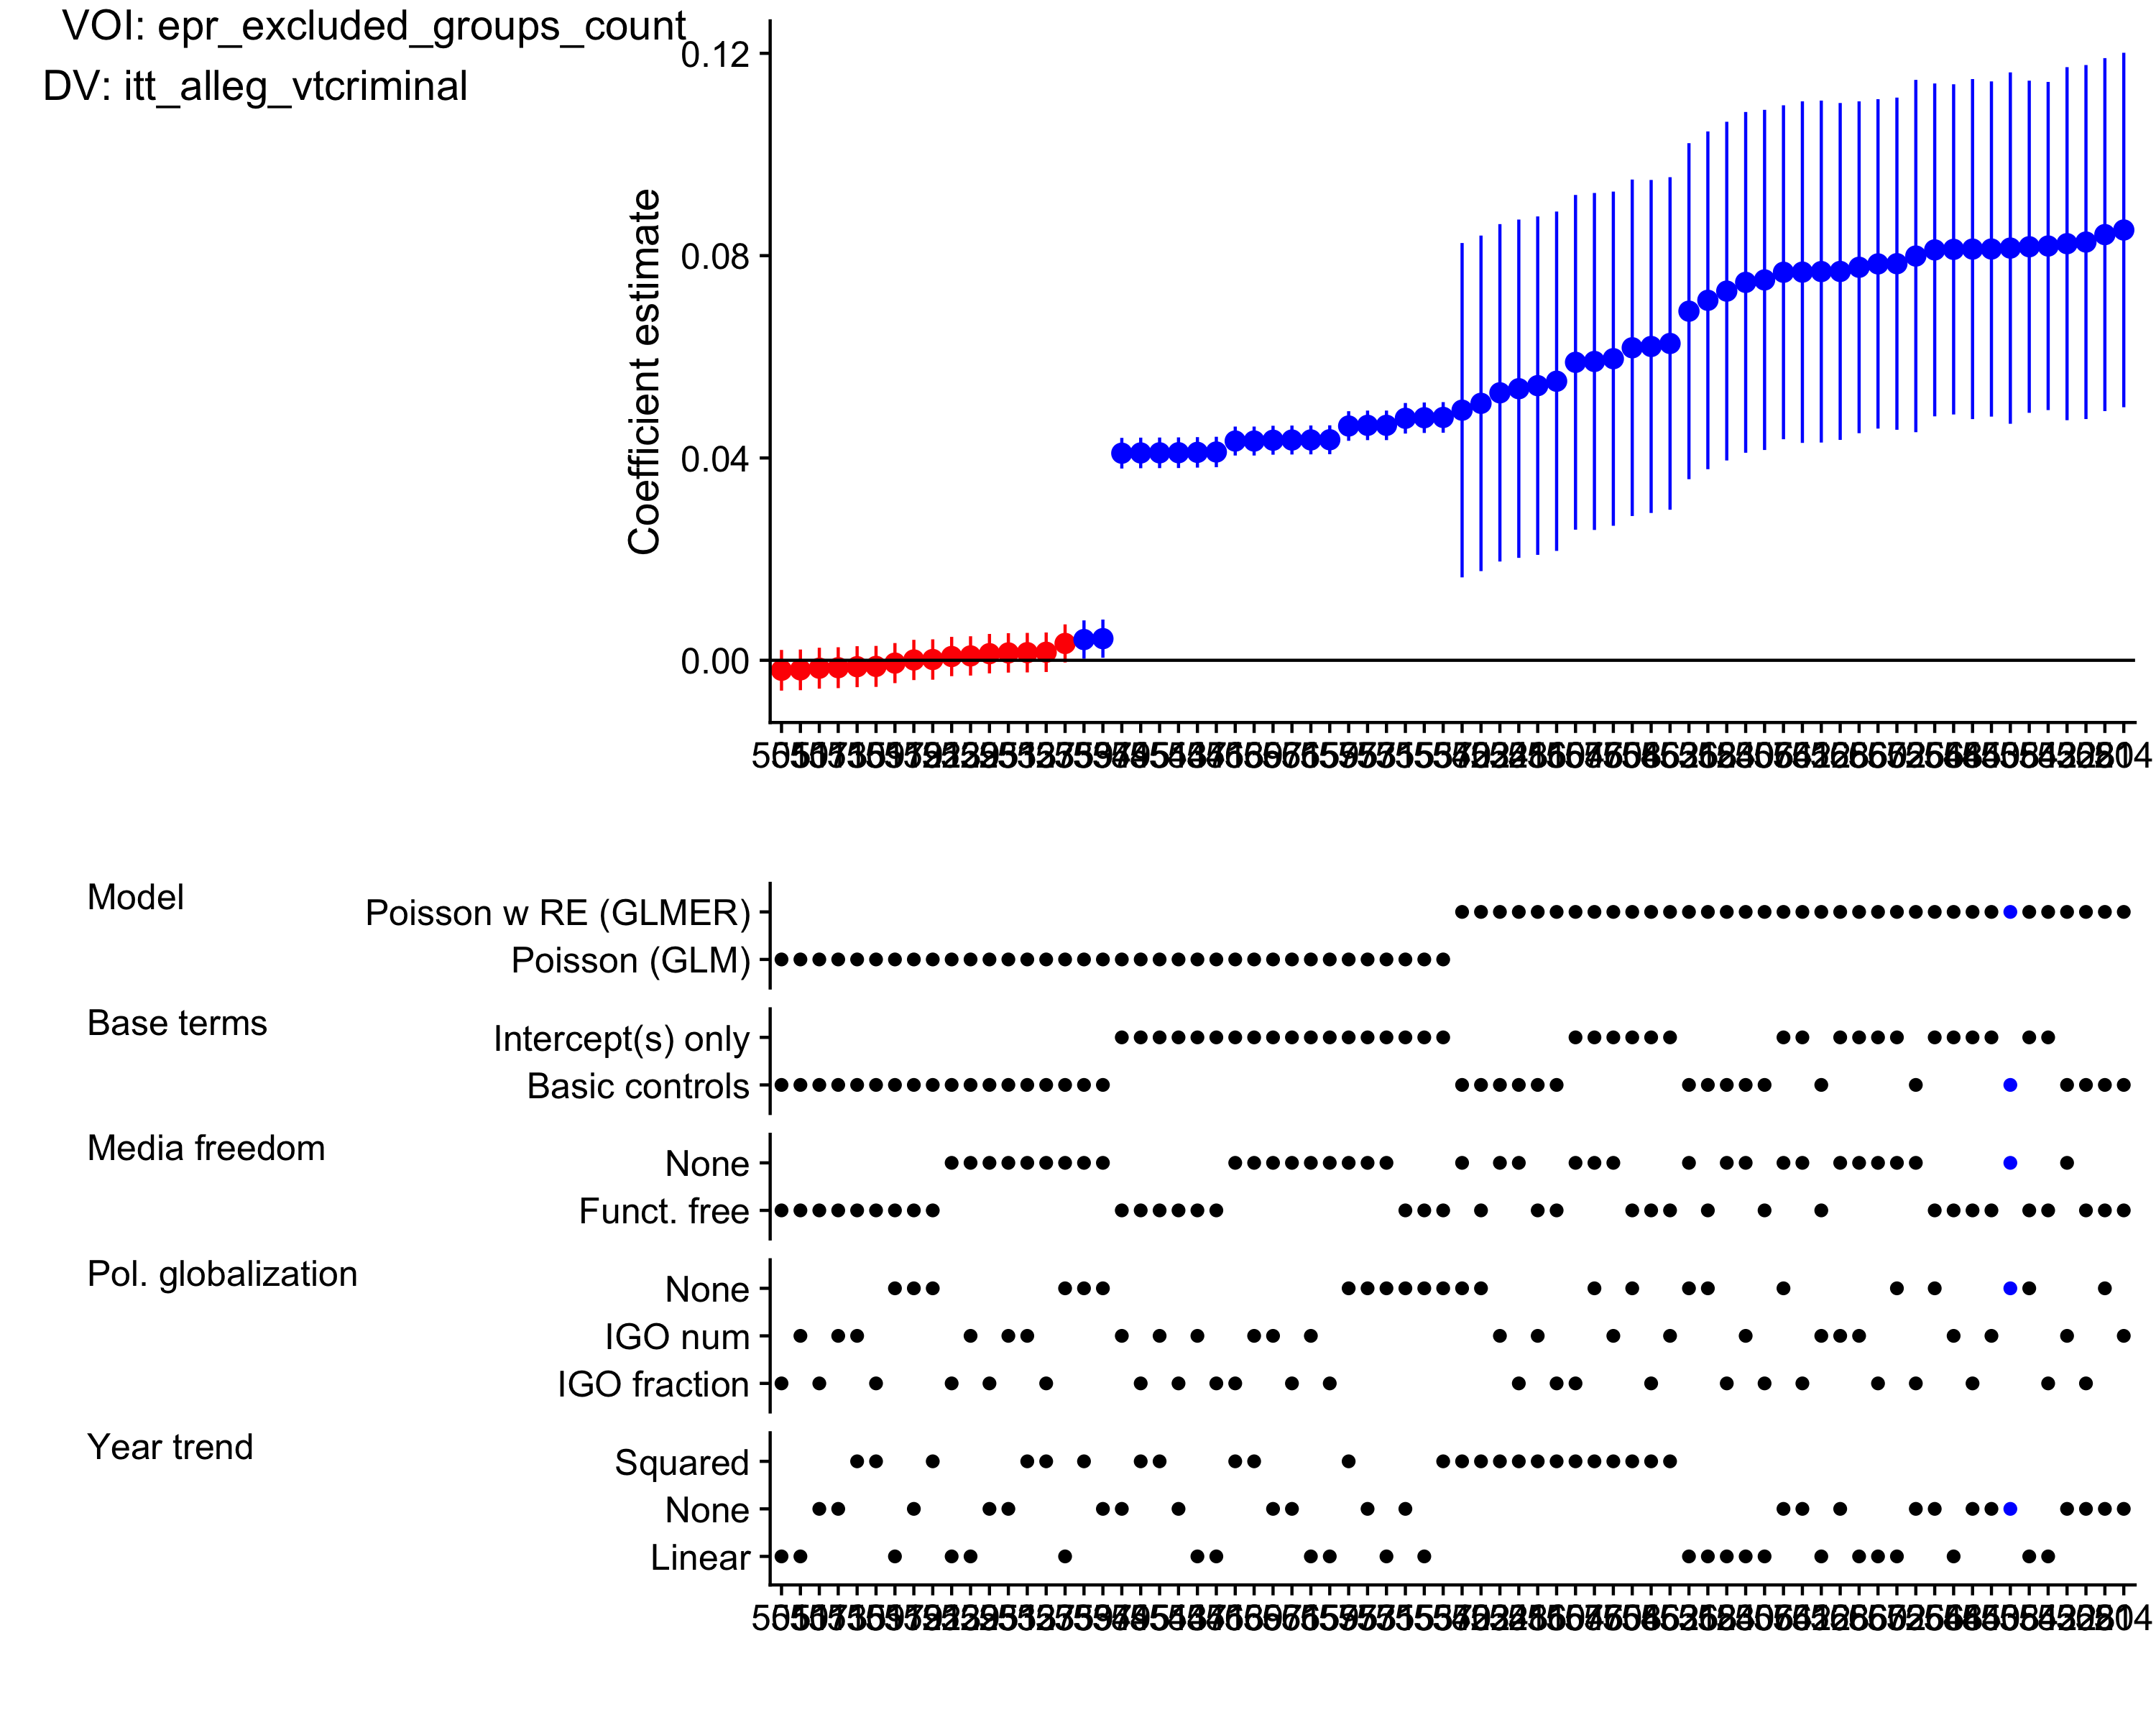 VOI: epr_excluded_groups_count
DV: itt_alleg_vtcriminal
Coefficient estimate
0.12
0.08
0.04
0.00
Model
Poisson w RE (GLMER)
Poisson (GLM)
Base terms
Intercept(s) only
Basic controls
Media freedom
None
Funct. free
Pol. globalization
None
IGO num
IGO fraction
Year trend
Squared
None
Linear